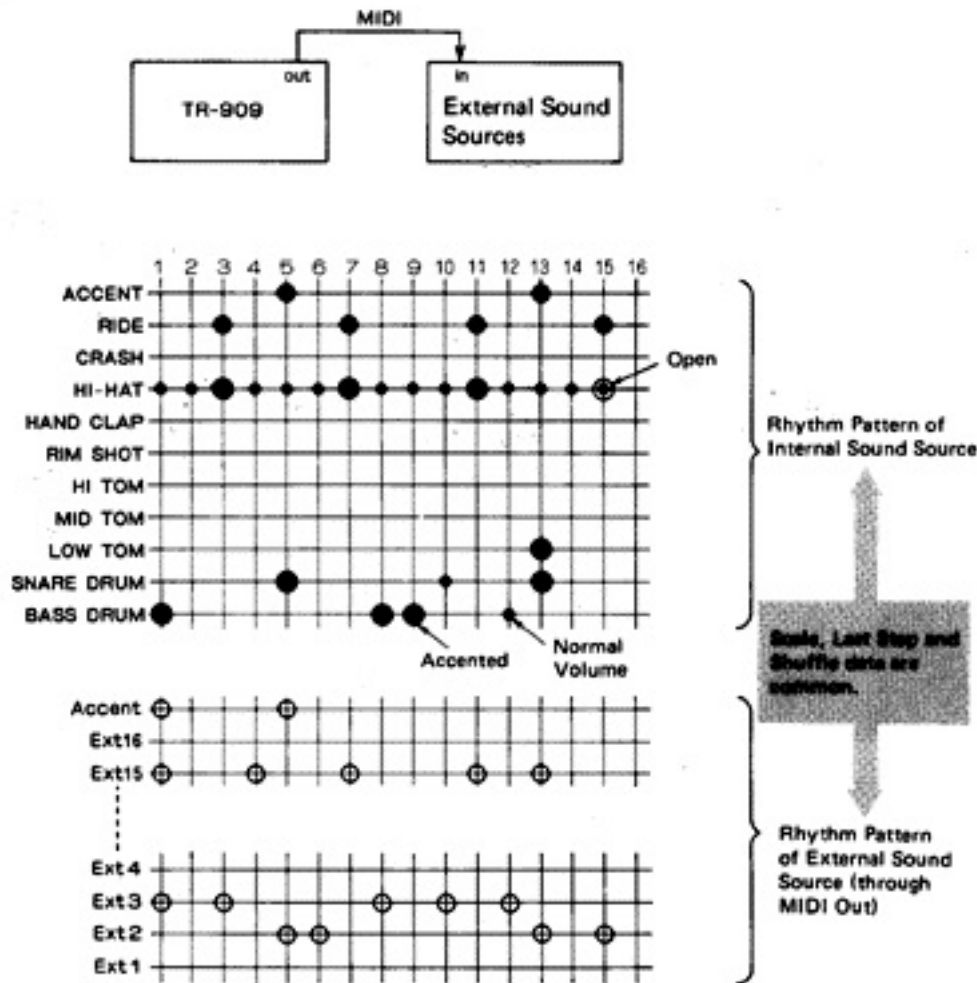 MIDI
out
in
TR-909
External Sound
Sources
1 2 3 4 5 6 7 8 9 10 11 12 13 14 15 16
ACCENT
RIDE
CRASH
Open
HI-HAT
HAND CLAP
Rhythm Pattern of
Internal Sound Source
RIM SHOT
HI TOM
MID TOM
LOW TOM
SNARE DRUM
BASS DRUM
Accented
Normal
Volume
Scale, Last Step and
Shuffle data are
common.
Accent
Ext16
Ext15
Ext4
Ext3
Ext2
Ext1
Rhythm Pattern
of External Sound
Source (through
MIDI Out)